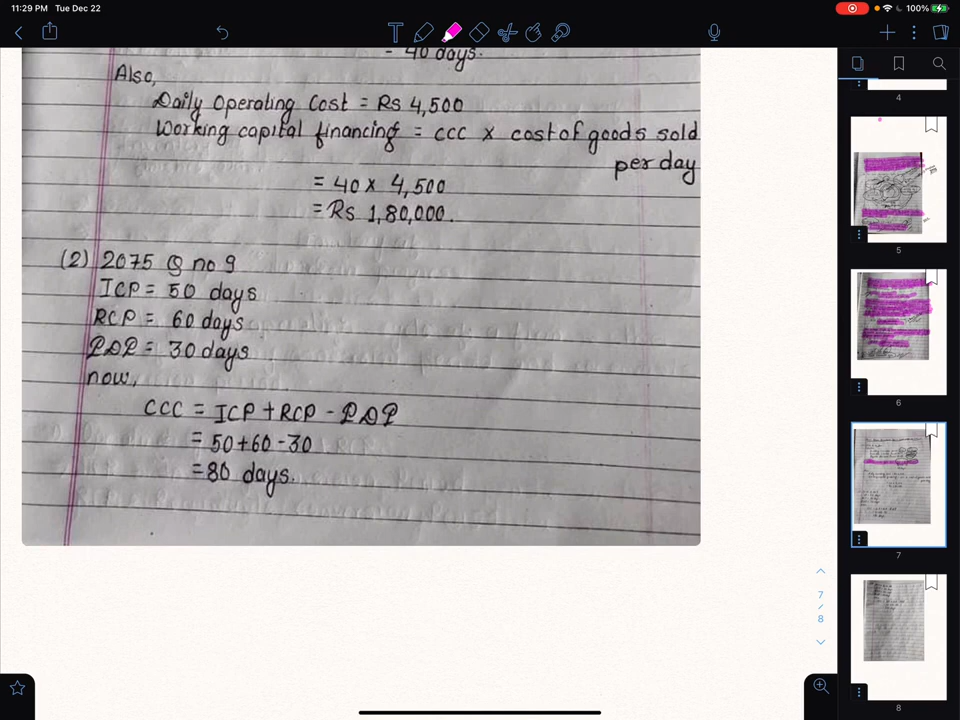 11:29 PM Tue Dec 22
100%
= 40 days.
Also,
Daily Operating Cost = Rs 4,500
Working capital financing = CCC x cost of goods sold
per day
= 40 x 4,500
= Rs 1,80,000.
(2) 2075 Q no 9
ICP = 50 days
RCP = 60 days
PDP = 30 days
now,
CCC = ICP + RCP - PDP
= 50+60-30
= 80 days.
7
/
8
4
5
6
7
8